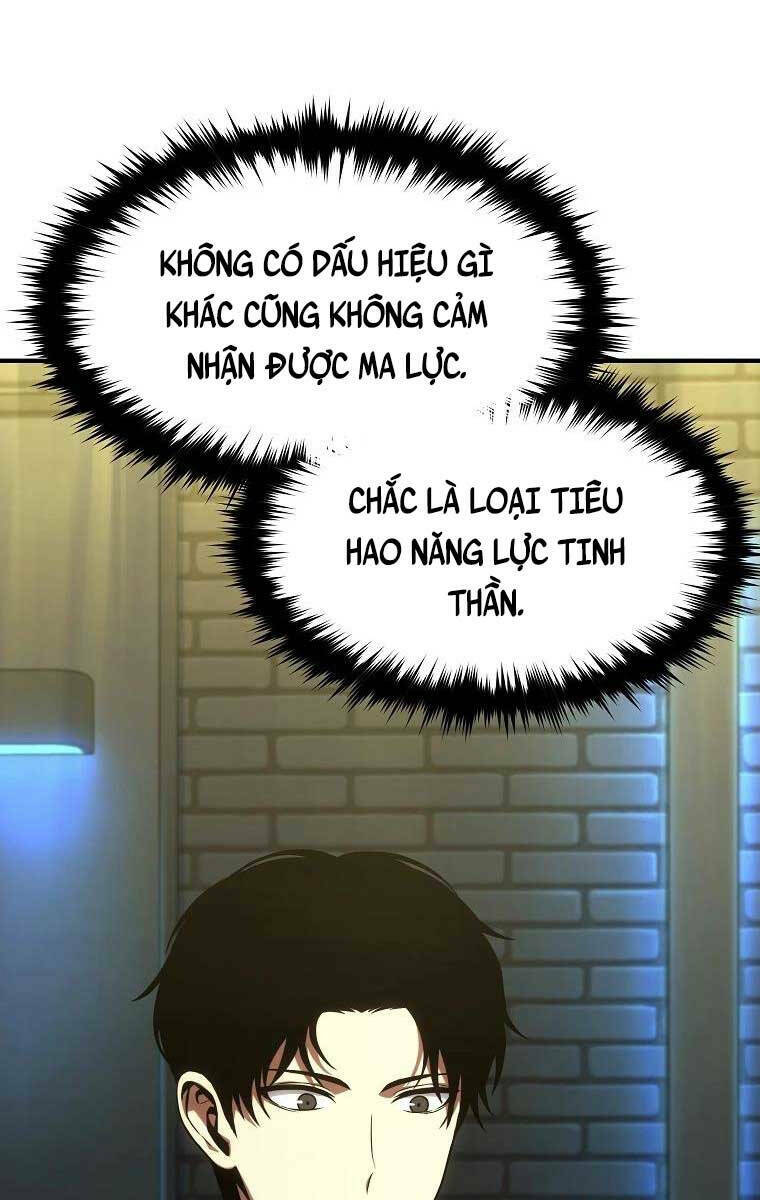 KHÔNG CÓ DẤU HIỆU GÌ
KHÁC CŨNG KHÔNG CẢM
NHẬN ĐƯỢC MA LỰC.
CHẮC LÀ LOẠI TIÊU
HAO NĂNG LỰC TINH
THẦN.